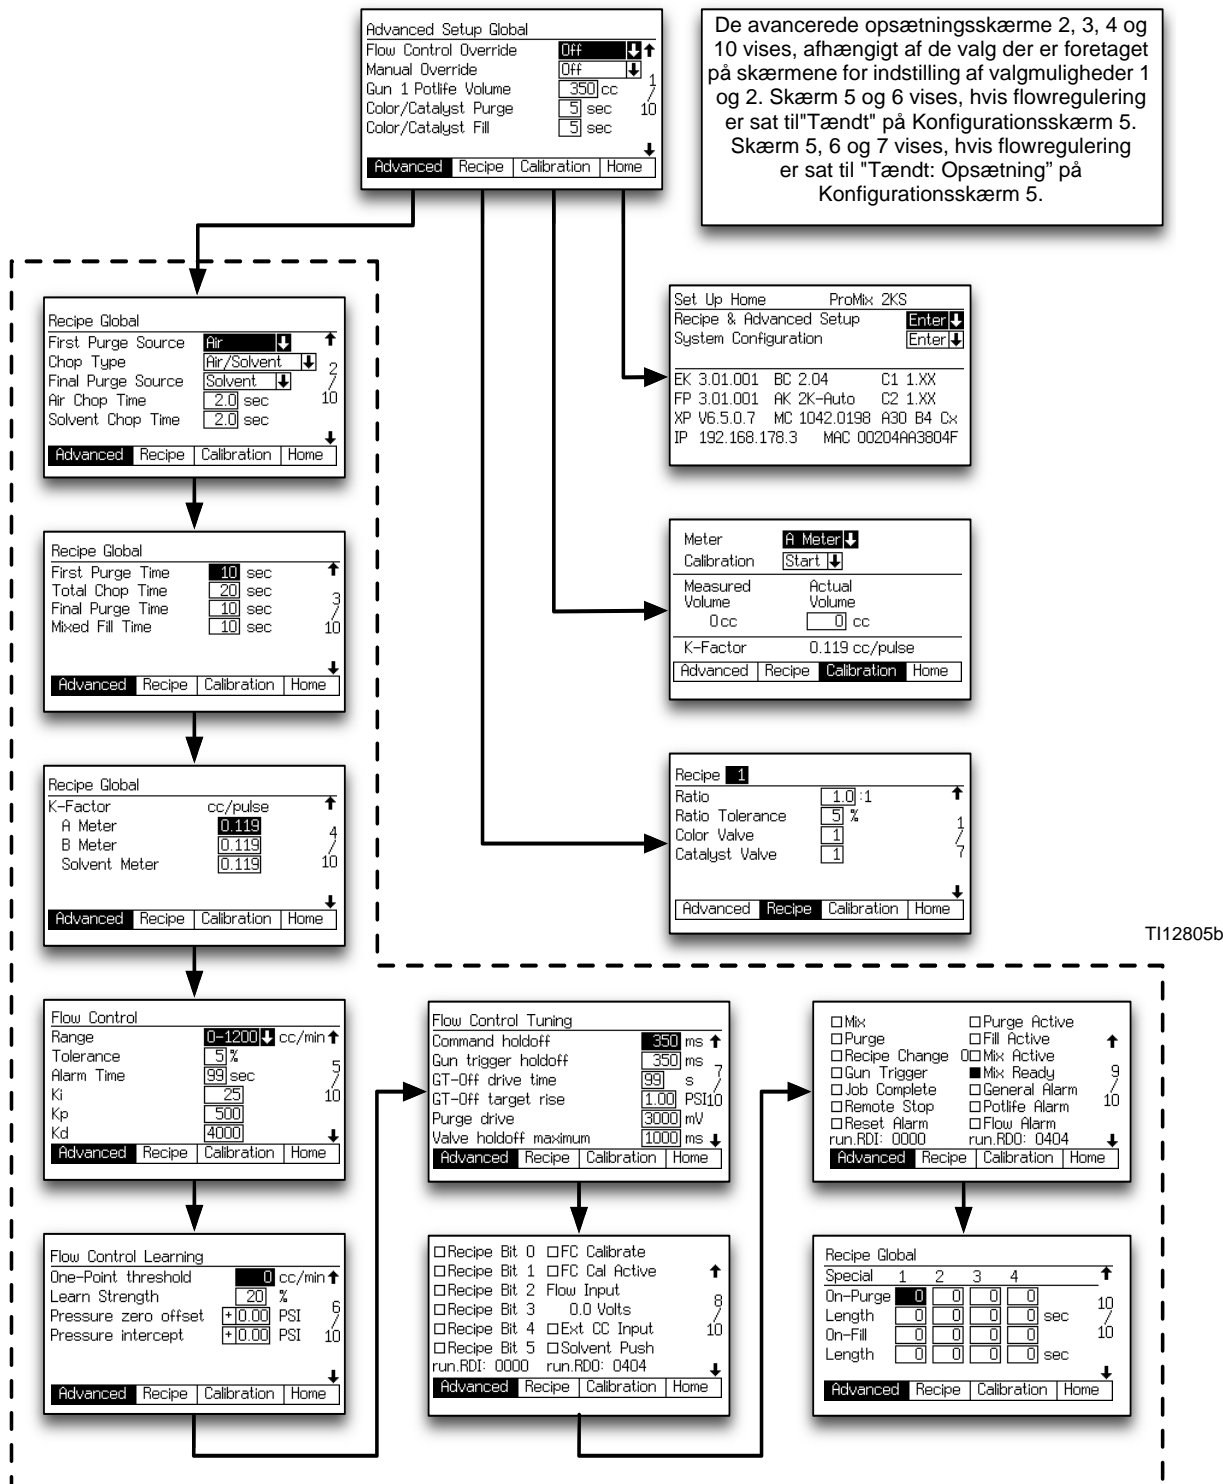 Advanced Setup Global
Flow Control Override Off
Manual Override Off
Gun 1 Potlife Volume 350 cc
Color/Catalyst Purge 5 sec
Color/Catalyst Fill 5 sec
1/10
Advanced Recipe Calibration Home
De avancerede opsætningsskærme 2, 3, 4 og
10 vises, afhængigt af de valg der er foretaget
på skærmene for indstilling af valgmuligheder 1
og 2. Skærm 5 og 6 vises, hvis flowregulering
er sat til"Tændt" på Konfigurationsskærm 5.
Skærm 5, 6 og 7 vises, hvis flowregulering
er sat til "Tændt: Opsætning" på
Konfigurationsskærm 5.
Recipe Global
First Purge Source Air
Chop Type Air/Solvent
Final Purge Source Solvent
Air Chop Time 2.0 sec
Solvent Chop Time 2.0 sec
2/10
Advanced Recipe Calibration Home
Set Up Home ProMix 2KS
Recipe & Advanced Setup Enter
System Configuration Enter
EK 3.01.001 BC 2.04 C1 1.XX
FP 3.01.001 AK 2K-Auto C2 1.XX
XP V6.5.0.7 MC 1042.0198 A30 B4 Cx
IP 192.168.178.3 MAC 00204AA3804F
Recipe Global
First Purge Time 10 sec
Total Chop Time 20 sec
Final Purge Time 10 sec
Mixed Fill Time 10 sec
3/10
Advanced Recipe Calibration Home
Meter A Meter
Calibration Start
Measured Actual
Volume Volume
0 cc 0 cc
K-Factor 0.119 cc/pulse
Advanced Recipe Calibration Home
Recipe Global
K-Factor cc/pulse
A Meter 0.119
B Meter 0.119
Solvent Meter 0.119
4/10
Advanced Recipe Calibration Home
Recipe 1
Ratio 1.0:1
Ratio Tolerance 5 %
Color Valve 1
Catalyst Valve 1
1/7
Advanced Recipe Calibration Home
TI12805b
Flow Control
Range 0-1200 cc/min
Tolerance 5 %
Alarm Time 99 sec
Ki 25
Kp 500
Kd 4000
5/10
Advanced Recipe Calibration Home
Flow Control Tuning
Command holdoff 350 ms
Gun trigger holdoff 350 ms
GT-Off drive time 99 s
GT-Off target rise 1.00 PSI
Purge drive 3000 mV
Valve holdoff maximum 1000 ms
7/10
Advanced Recipe Calibration Home
Mix Purge Active
Purge Fill Active
Recipe Change 0 Mix Active
Gun Trigger Mix Ready
Job Complete General Alarm
Remote Stop Potlife Alarm
Reset Alarm Flow Alarm
run.RDI: 0000 run.RDO: 0404
9/10
Advanced Recipe Calibration Home
Flow Control Learning
One-Point threshold 0 cc/min
Learn Strength 20 %
Pressure zero offset +0.00 PSI
Pressure intercept +0.00 PSI
6/10
Advanced Recipe Calibration Home
Recipe Bit 0 FC Calibrate
Recipe Bit 1 FC Cal Active
Recipe Bit 2 Flow Input
Recipe Bit 3 0.0 Volts
Recipe Bit 4 Ext CC Input
Recipe Bit 5 Solvent Push
run.RDI: 0000 run.RDO: 0404
8/10
Advanced Recipe Calibration Home
Recipe Global
Special 1 2 3 4
On-Purge 0 0 0 0
Length 0 0 0 0 sec
On-Fill 0 0 0 0
Length 0 0 0 0 sec
10/10
Advanced Recipe Calibration Home